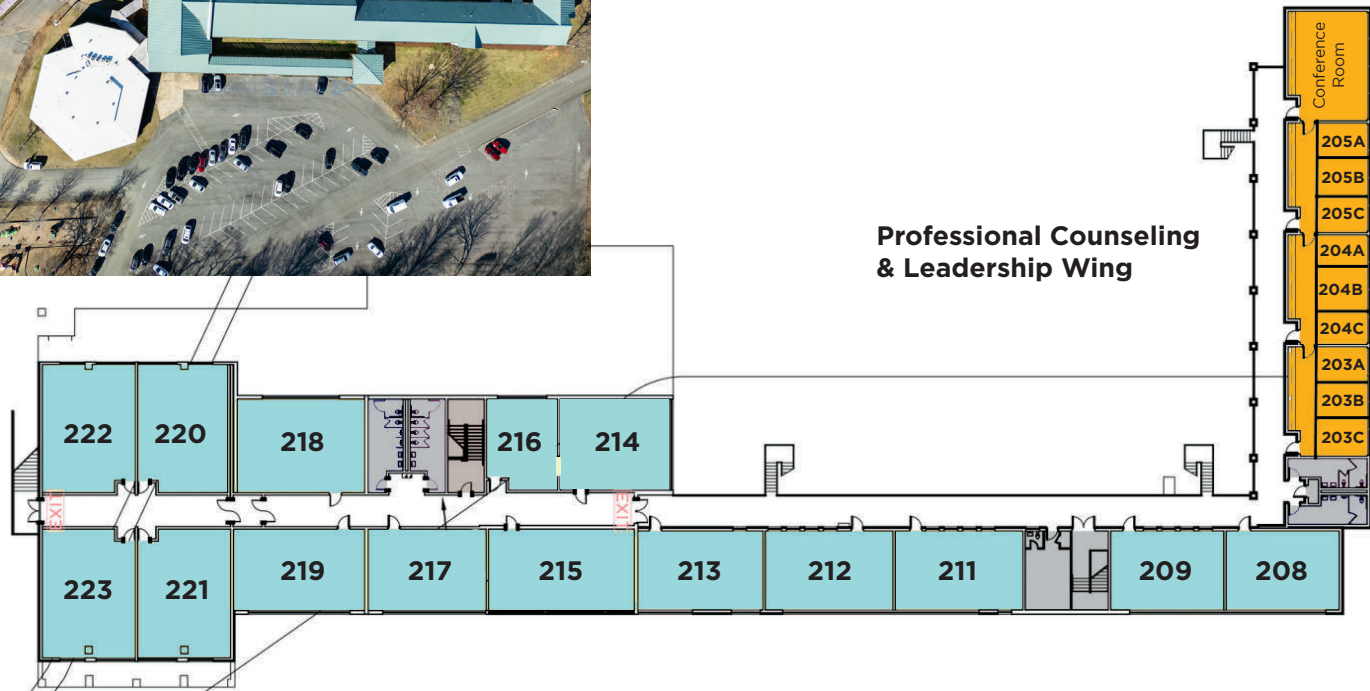 Conference
Room
205A
205B
205C
Professional Counseling
& Leadership Wing
204A
204B
204C
203A
203B
203C
222
220
218
216
214
EXIT
EXIT
223
221
219
217
215
213
212
211
209
208